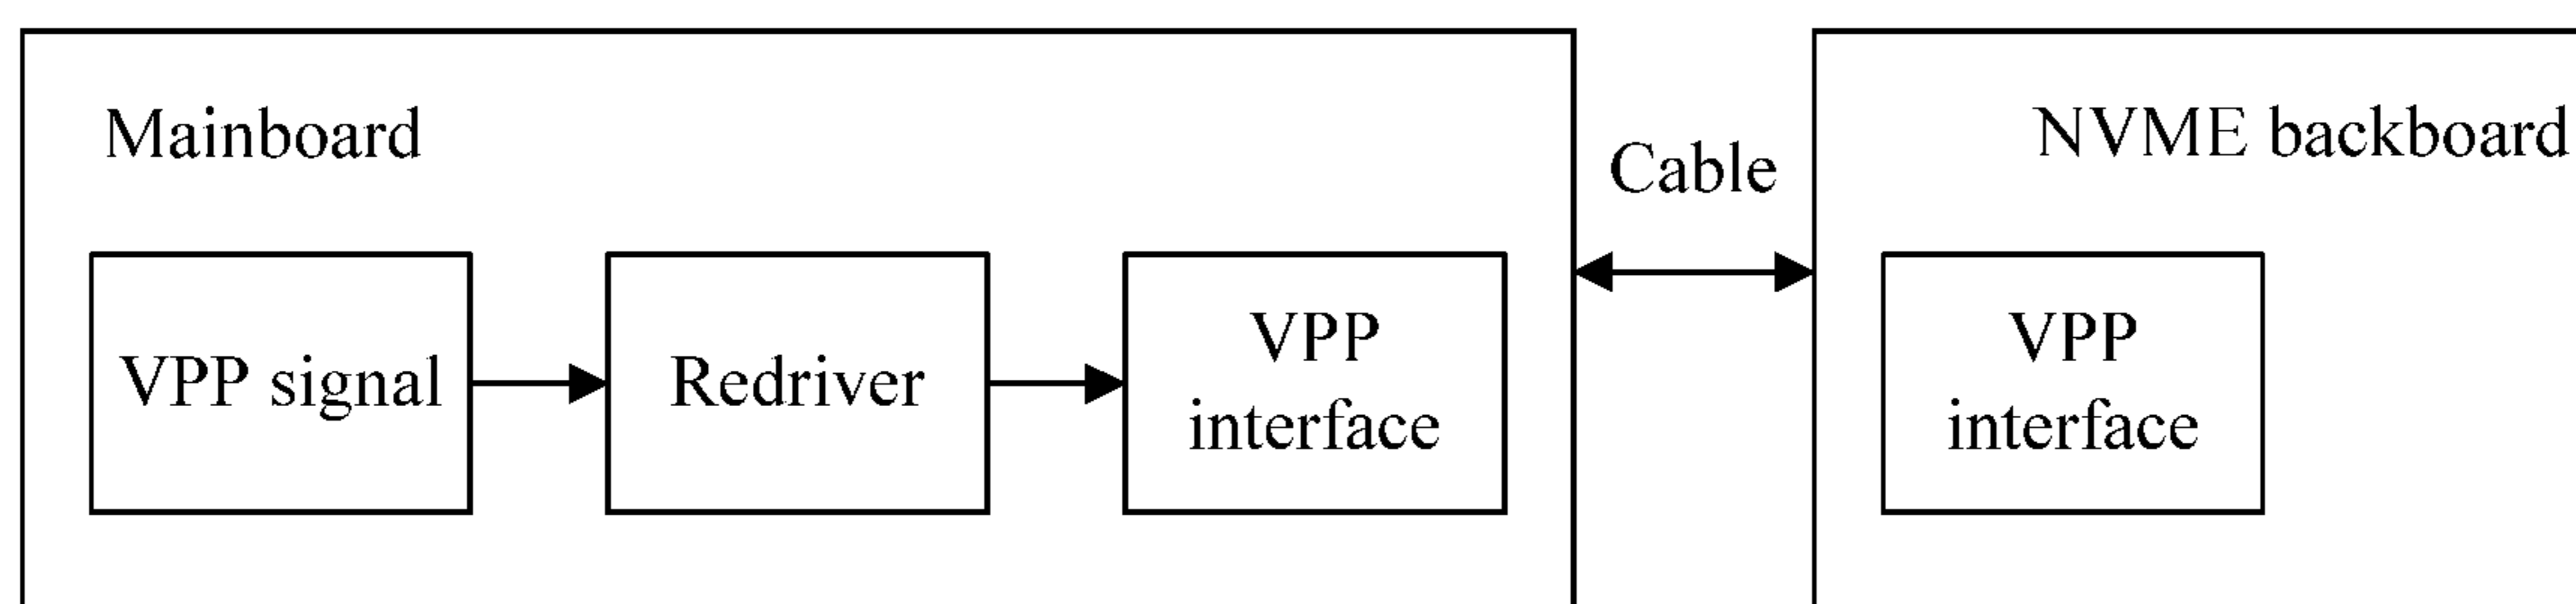 Mainboard
Cable
NVME backboard
VPP signal
Redriver
VPP
interface
VPP
interface